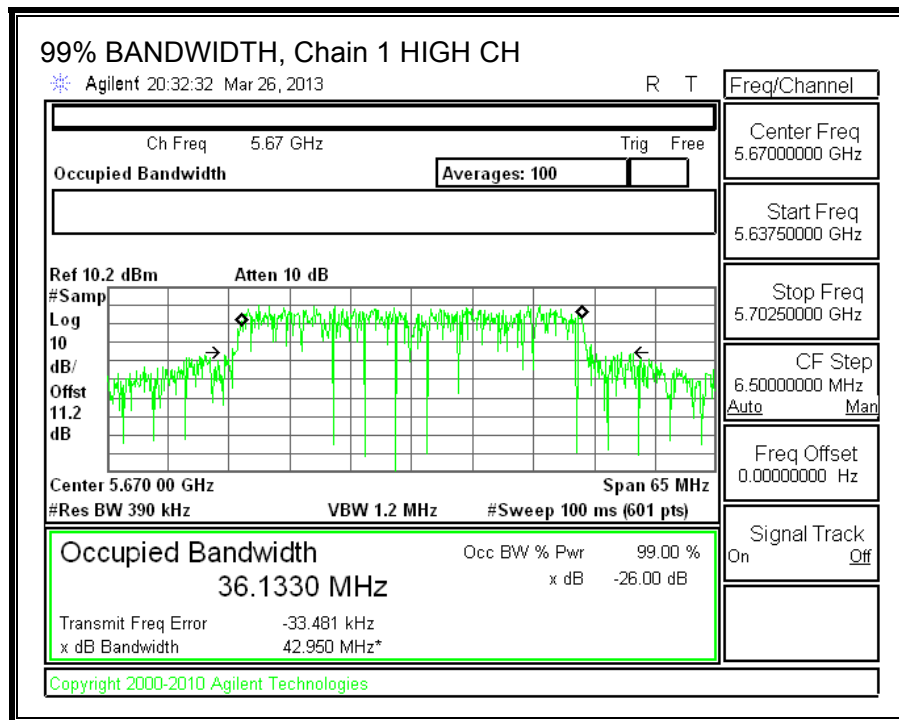 99% BANDWIDTH, Chain 1 HIGH CH
Agilent 20:32:32 Mar 26, 2013 R T
Freq/Channel
Ch Freq 5.67 GHz Trig Free
Occupied Bandwidth Averages: 100
Center Freq
5.67000000 GHz
Start Freq
5.63750000 GHz
Stop Freq
5.70250000 GHz
CF Step
6.50000000 MHz
Auto Man
Freq Offset
0.00000000 Hz
Signal Track
On Off
Ref 10.2 dBm Atten 10 dB
#Samp
Log
10
dB/
Offst
11.2
dB
Center 5.670 00 GHz Span 65 MHz
#Res BW 390 kHz VBW 1.2 MHz #Sweep 100 ms (601 pts)
Occupied Bandwidth Occ BW % Pwr 99.00 %
36.1330 MHz x dB -26.00 dB
Transmit Freq Error -33.481 kHz
x dB Bandwidth 42.950 MHz*
Copyright 2000-2010 Agilent Technologies